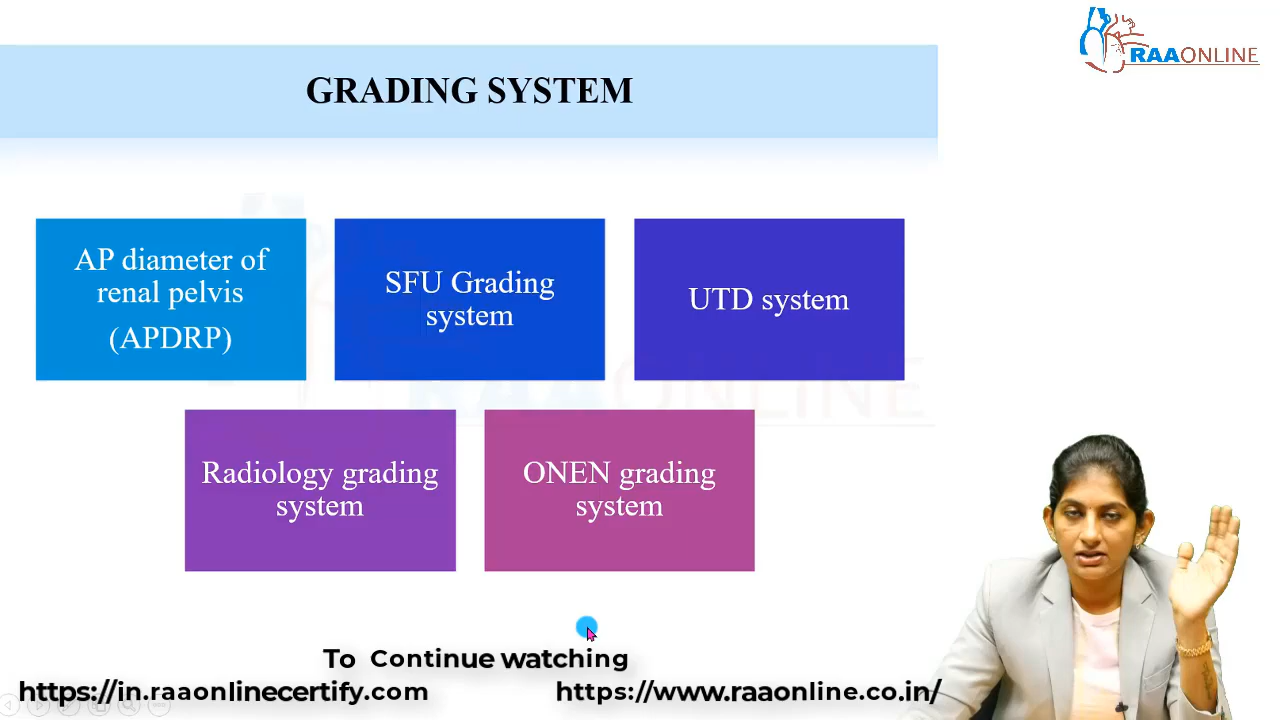 RAAONLINE
GRADING SYSTEM
AP diameter of
renal pelvis
(APDRP)
SFU Grading
system
UTD system
Radiology grading
system
ONEN grading
system
RAAONLINE
To Continue watching
https://in.raaonlinecertify.com
https://www.raaonline.co.in/